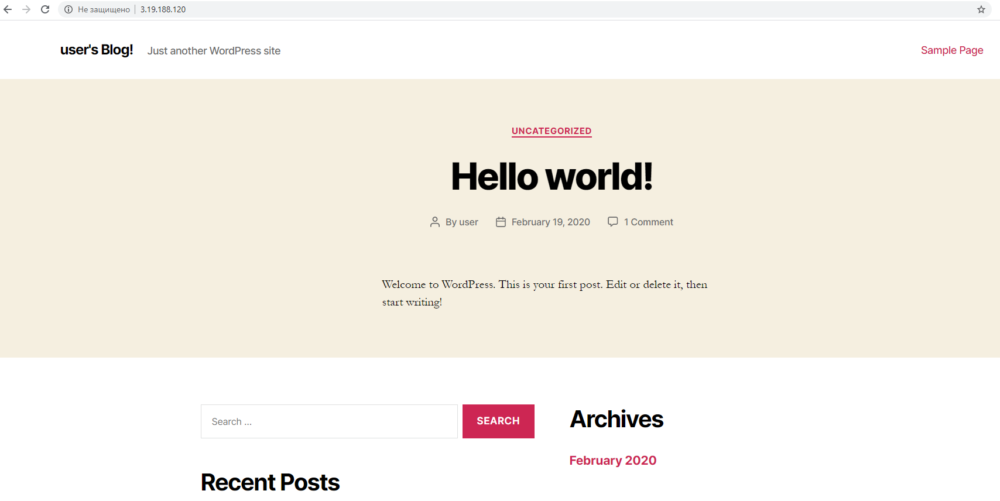 Не защищено 3.19.188.120
user's Blog! Just another WordPress site Sample Page
UNCATEGORIZED
Hello world!
By user February 19, 2020 1 Comment
Welcome to WordPress. This is your first post. Edit or delete it, then
start writing!
Search ... SEARCH
Archives
February 2020
Recent Posts